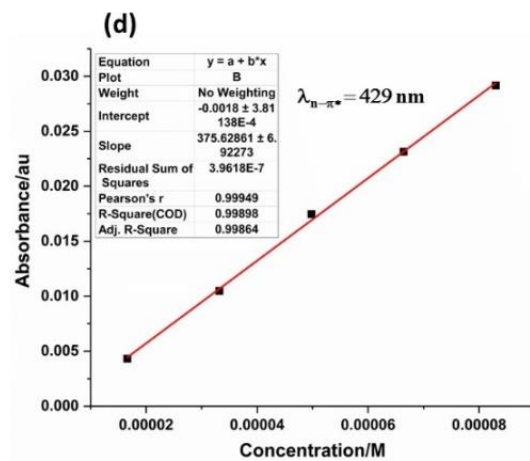 (d)
Equation y = a + b*x
Plot B
Weight No Weighting
Intercept -0.0018 ± 3.81
138E-4
Slope 375.62861 ± 6.
92273
Residual Sum of
Squares 3.9618E-7
Pearson's r 0.99949
R-Square(COD) 0.99898
Adj. R-Square 0.99864
λn−π* = 429 nm
Absorbance/au
0.030
0.025
0.020
0.015
0.010
0.005
0.000
0.00002 0.00004 0.00006 0.00008
Concentration/M